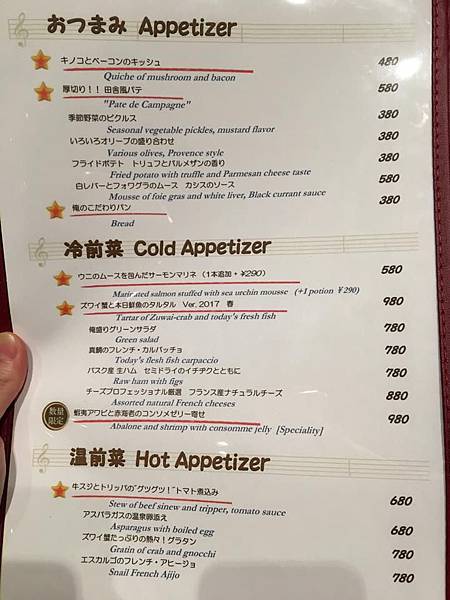 おつまみ Appetizer
キノコとベーコンのキッシュ 480
Quiche of mushroom and bacon
厚切り!! 田舎風パテ 580
"Pate de Campagne"
季節野菜のピクルス 380
Seasonal vegetable pickles, mustard flavor
いろいろオリーブの盛り合わせ 380
Various olives, Provence style
フライドポテト トリュフとパルメザンの香り 380
Fried potato with truffle and Parmesan cheese taste
白レバーとフォワグラのムース カシスのソース 580
Mousse of foie gras and white liver, Black currant sauce
俺のこだわりパン 380
Bread
冷前菜 Cold Appetizer
ウニのムースを包んだサーモンマリネ (1本追加+¥290) 580
Marinated salmon stuffed with sea urchin mousse (+1 potion ¥290)
ズワイ蟹と本日鮮魚のタルタル Ver. 2017 春 980
Tartar of Zuwai-crab and today's fresh fish
俺盛りグリーンサラダ 780
Green salad
真鯛のフレンチ・カルパッチョ 780
Today's flesh fish carpaccio
バスク産 生ハム セミドライのイチヂクとともに 780
Raw ham with figs
チーズプロフェッショナル厳選 フランス産ナチュラルチーズ 880
Assorted natural French cheeses
数量
限定
蝦夷アワビと赤海老のコンソメゼリー寄せ 980
Abalone and shrimp with consomme jelly [Speciality]
温前菜 Hot Appetizer
牛スジとトリッパの"グツグツ!"トマト煮込み 680
Stew of beef sinew and tripper, tomato sauce
アスパラガスの温泉卵添え 680
Asparagus with boiled egg
ズワイ蟹たっぷりの熱々!グラタン 780
Gratin of crab and gnocchi
エスカルゴのフレンチ・アヒージョ 780
Snail French Ajijo